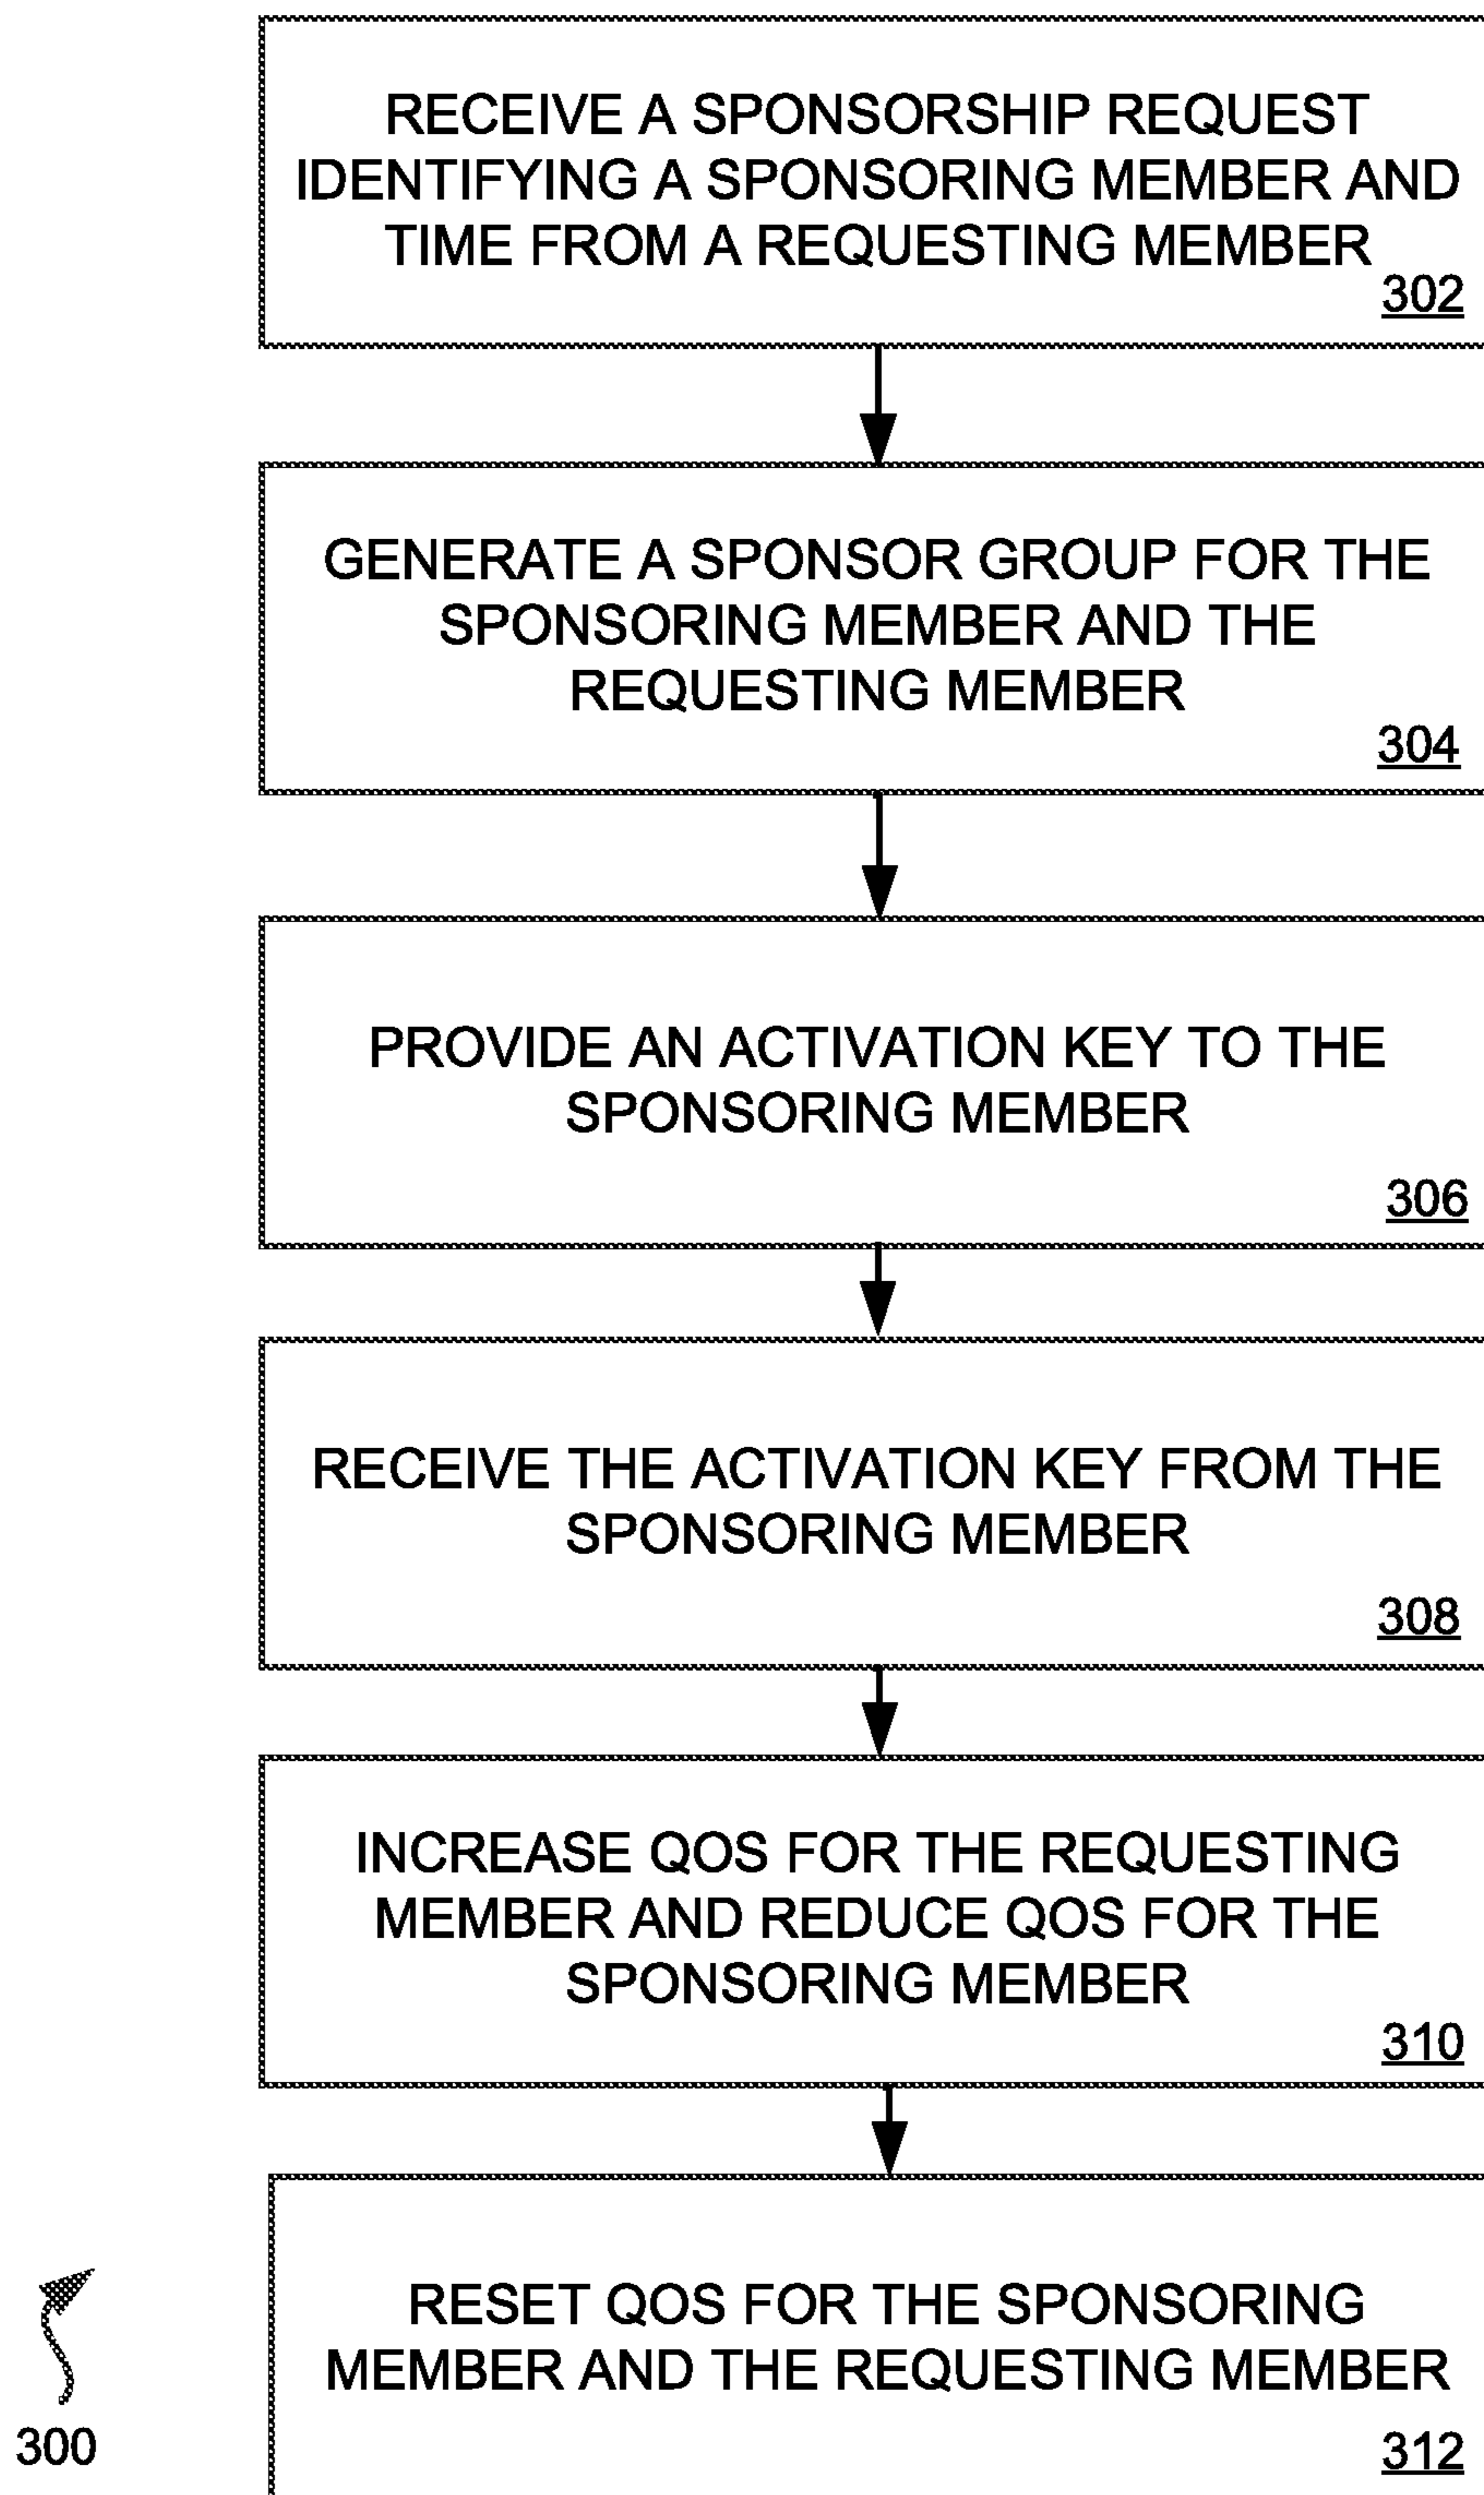 RECEIVE A SPONSORSHIP REQUEST
IDENTIFYING A SPONSORING MEMBER AND
TIME FROM A REQUESTING MEMBER
302
GENERATE A SPONSOR GROUP FOR THE
SPONSORING MEMBER AND THE
REQUESTING MEMBER
304
PROVIDE AN ACTIVATION KEY TO THE
SPONSORING MEMBER
306
RECEIVE THE ACTIVATION KEY FROM THE
SPONSORING MEMBER
308
INCREASE QOS FOR THE REQUESTING
MEMBER AND REDUCE QOS FOR THE
SPONSORING MEMBER
310
RESET QOS FOR THE SPONSORING
MEMBER AND THE REQUESTING MEMBER
312
300